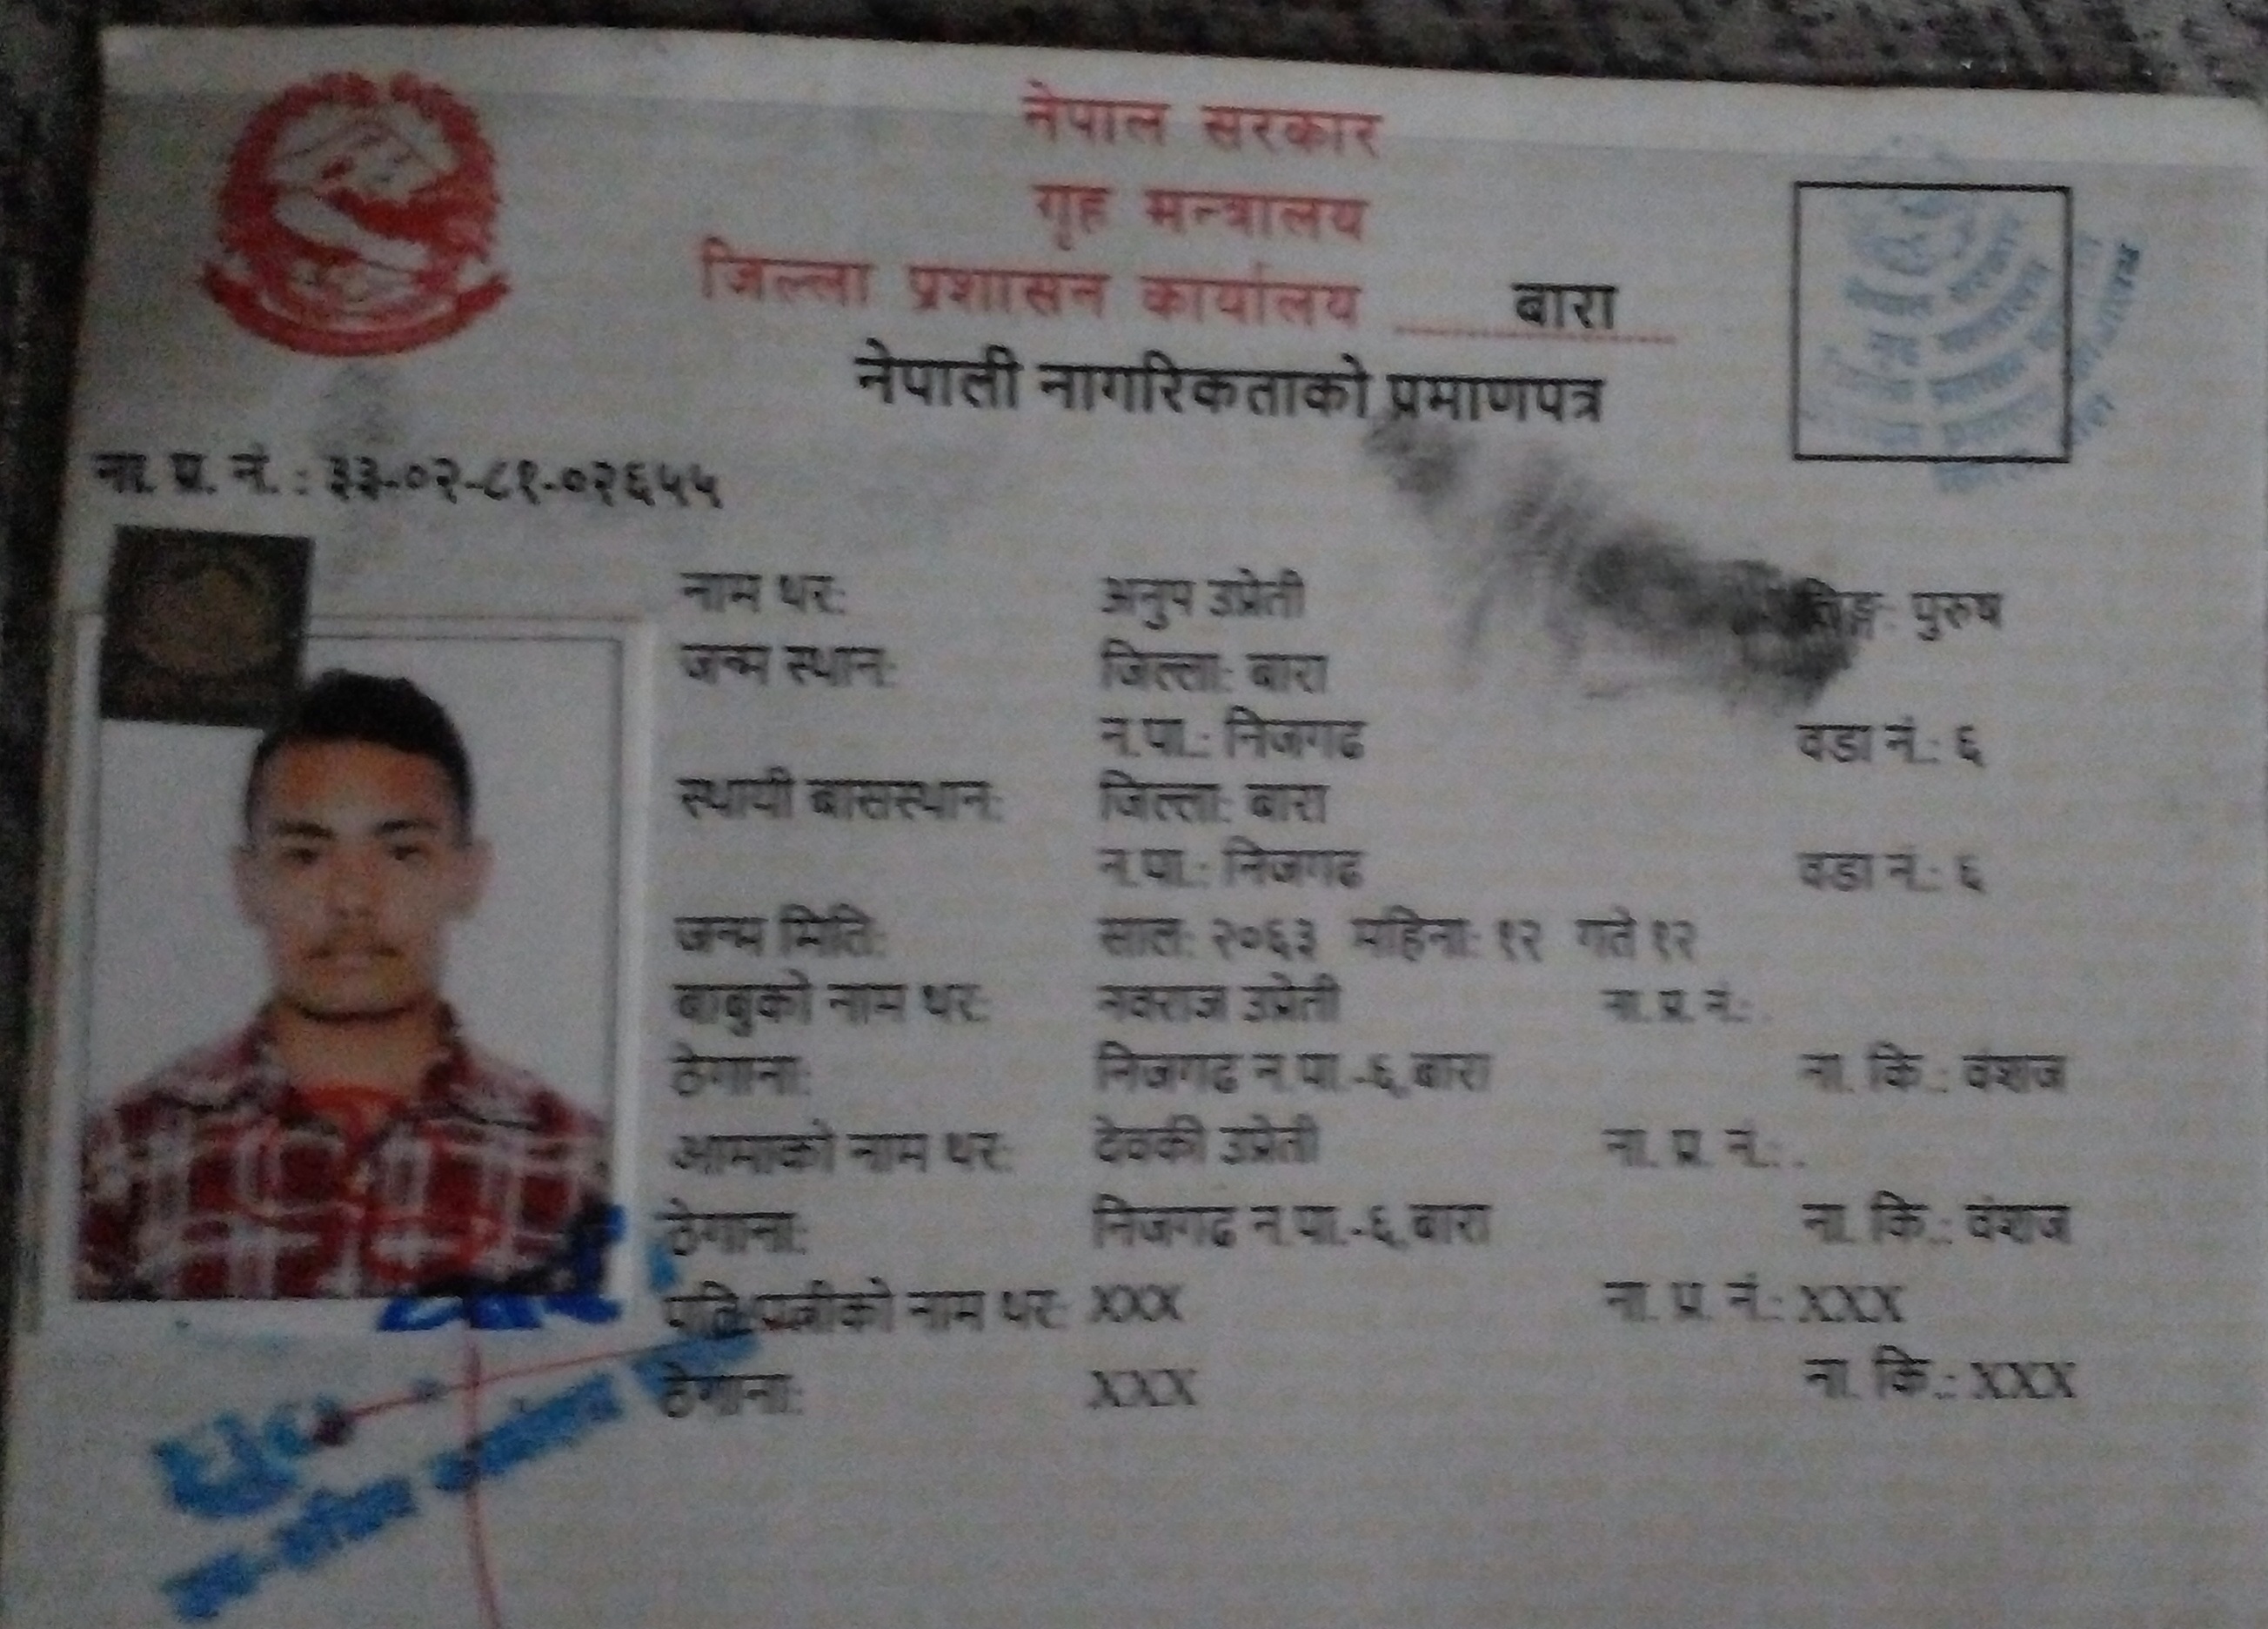 नेपाल सरकार
गृह मन्त्रालय
जिल्ला प्रशासन कार्यालय ........ बारा ........
नेपाली नागरिकताको प्रमाणपत्र
ना. प्र. नं. : ३३-०२-८१-०२६५५
नाम थर: अनुप उप्रेती लिङ्ग: पुरुष
जन्म स्थान: जिल्ला: बारा
न.पा.: निजगढ वडा नं.: ६
स्थायी बासस्थान: जिल्ला: बारा
न.पा.: निजगढ वडा नं.: ६
जन्म मिति: साल: २०६३ महिना: १२ गते १२
बाबुको नाम थर: नवराज उप्रेती ना. प्र. नं.: .
ठेगाना: निजगढ न.पा.-६,बारा ना. कि.: वंशज
आमाको नाम थर: देवकी उप्रेती ना. प्र. नं.: .
ठेगाना: निजगढ न.पा.-६,बारा ना. कि.: वंशज
पति/पत्नीको नाम थर: XXX ना. प्र. नं.: XXX
ठेगाना: XXX ना. कि.: XXX